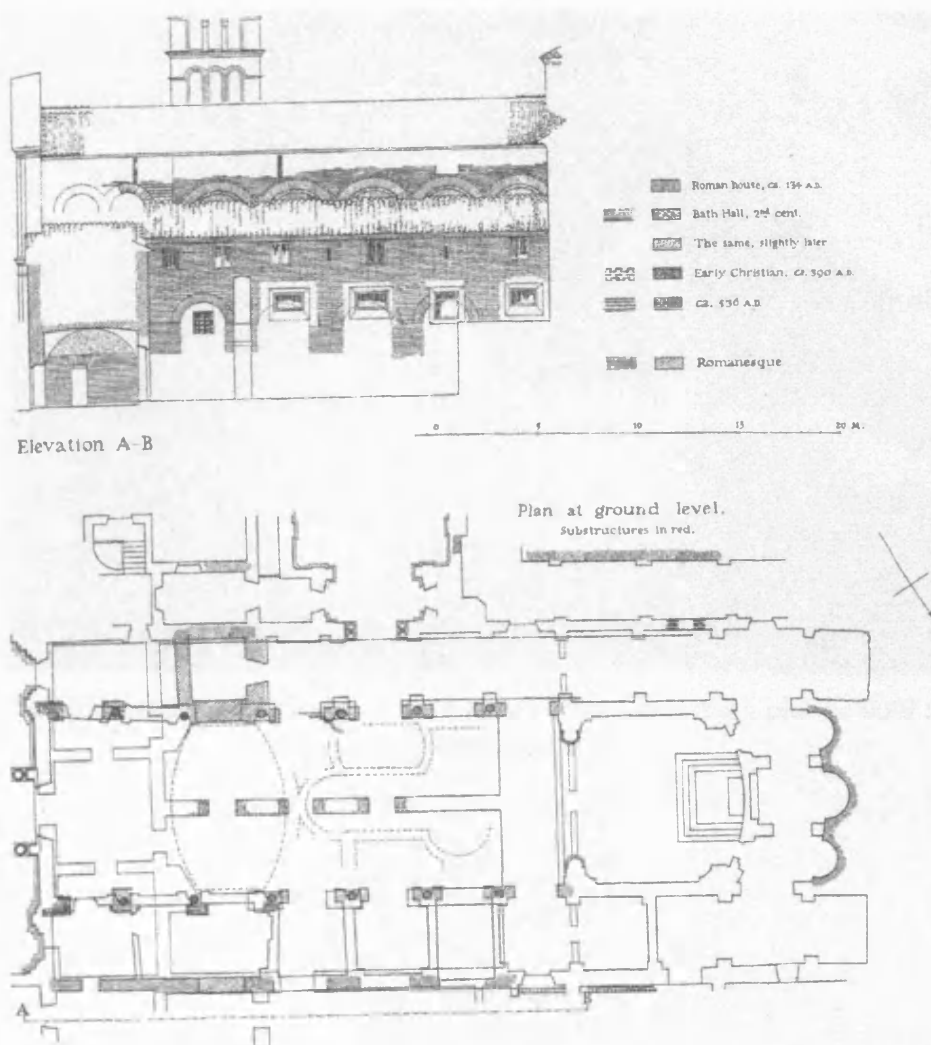 Roman house, ca. 134 A.D.
Bath Hall, 2nd cent.
The same, slightly later
Early Christian, ca. 390 A.D.
ca. 530 A.D.
Romanesque
Elevation A-B
0 5 10 15 20 M.
Plan at ground level.
Substructures in red.
A